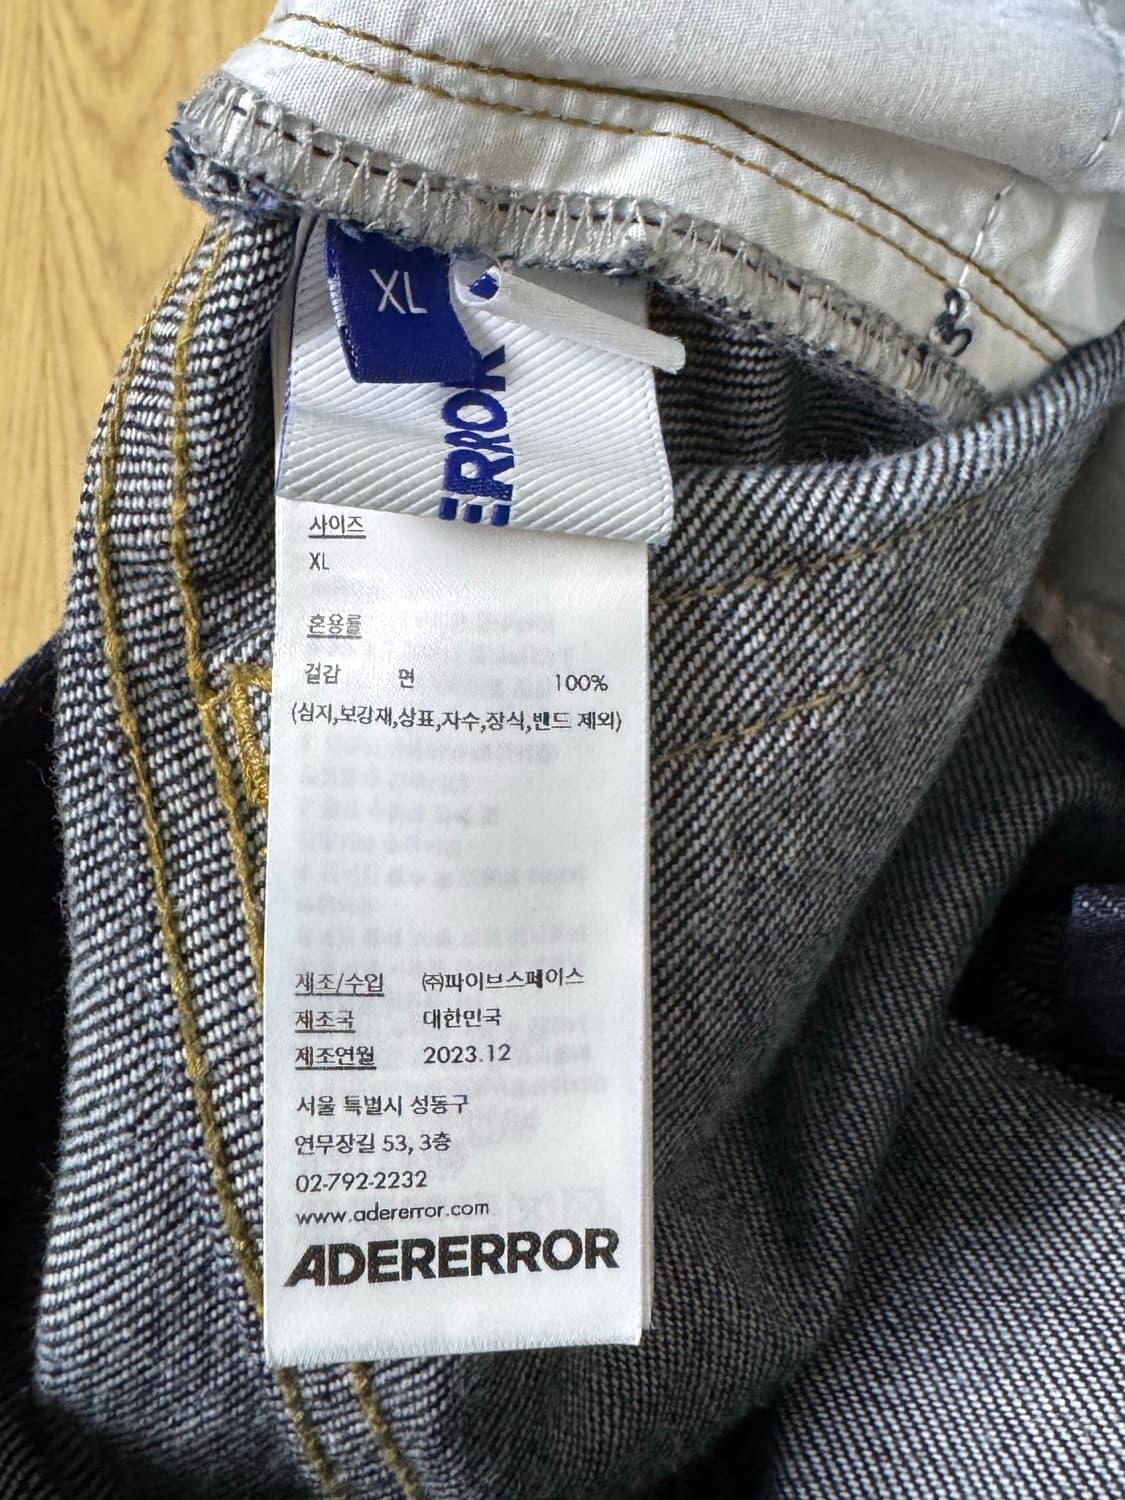 XL
ERROR
사이즈
XL
혼용률
겉감 면 100%
(심지,보강재,상표,자수,장식,밴드 제외)
제조/수입 ㈜파이브스페이스
제조국 대한민국
제조연월 2023.12
서울 특별시 성동구
연무장길 53, 3층
02-792-2232
www.adererror.com
ADERERROR